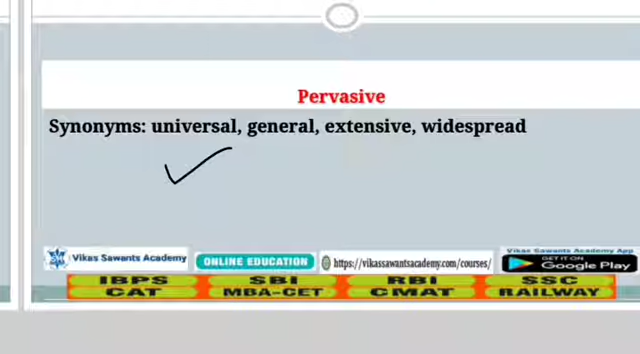 Pervasive
Synonyms: universal, general, extensive, widespread
Vikas Sawants Academy
ONLINE EDUCATION
https://vikassawantsacademy.com/courses/
Vikas Sawants Academy App
GET IT ON
Google Play
IBPS SBI RBI SSC
CAT MBA-CET CMAT RAILWAY